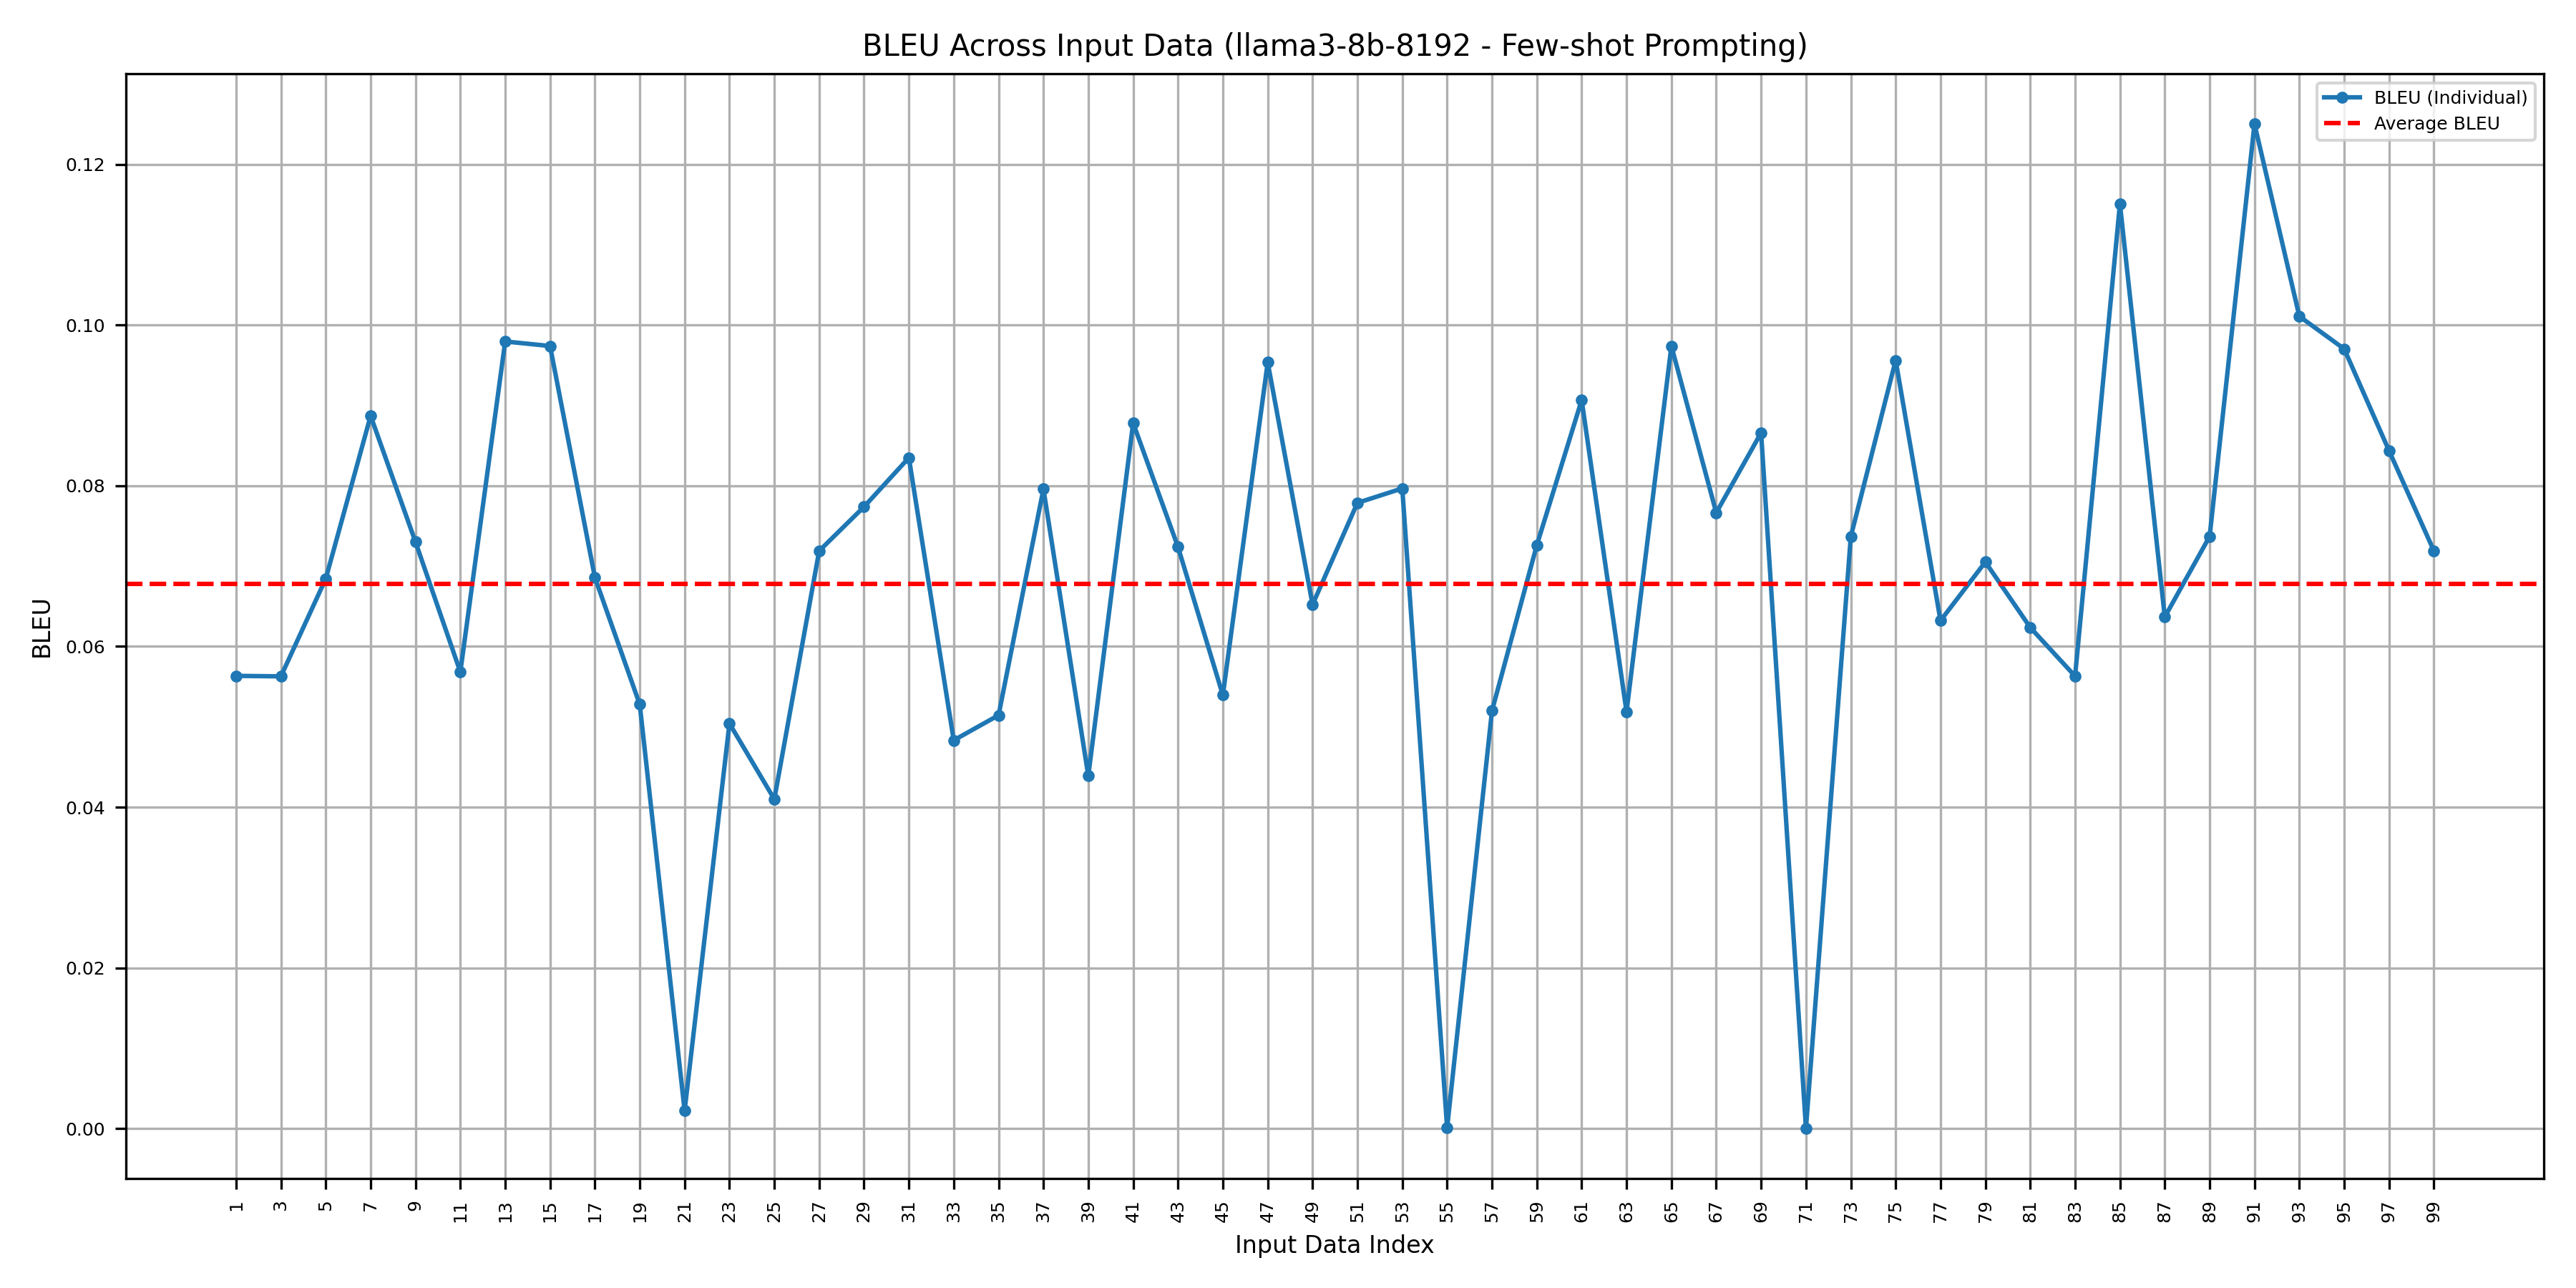 BLEU Across Input Data (llama3-8b-8192 - Few-shot Prompting)
BLEU (Individual)
Average BLEU
BLEU
0.12
0.10
0.08
0.06
0.04
0.02
0.00
1 3 5 7 9 11 13 15 17 19 21 23 25 27 29 31 33 35 37 39 41 43 45 47 49 51 53 55 57 59 61 63 65 67 69 71 73 75 77 79 81 83 85 87 89 91 93 95 97 99
Input Data Index